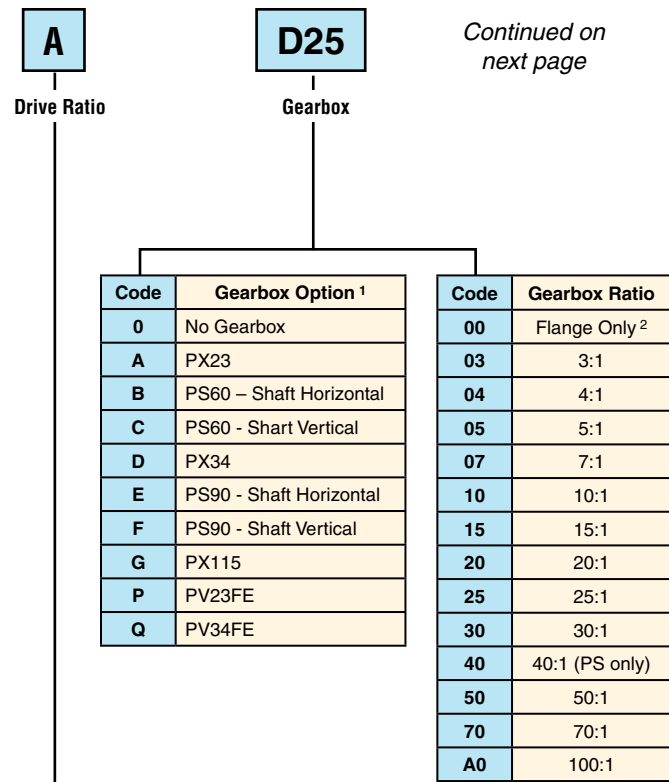 A
D25
Continued on
next page
Drive Ratio
Gearbox
Code Gearbox Option 1
0 No Gearbox
A PX23
B PS60 – Shaft Horizontal
C PS60 - Shart Vertical
D PX34
E PS90 - Shaft Horizontal
F PS90 - Shaft Vertical
G PX115
P PV23FE
Q PV34FE
Code Gearbox Ratio
00 Flange Only 2
03 3:1
04 4:1
05 5:1
07 7:1
10 10:1
15 15:1
20 20:1
25 25:1
30 30:1
40 40:1 (PS only)
50 50:1
70 70:1
A0 100:1